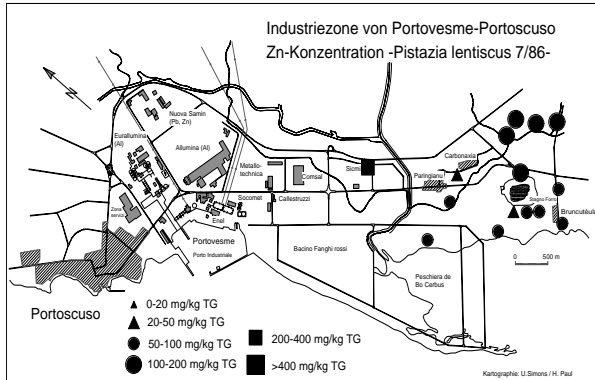 Industriezone von Portovesme-Portoscuso
Zn-Konzentration -Pistazia lentiscus 7/86-
N
Nuova Samin
(Pb, Zn)
Eurallumina
(Al)
Allumina (Al)
Metallo-
technica
Comsal
Sicmi
Carbonaxia
Paringianu
Stagno Forru
Bruncutèula
Zona
servizi
Socomet
Callestruzzi
Enel
Portovesme
Porto Industriale
Bacino Fanghi rossi
Peschiera de
Bo Cerbus
0 500 m
Portoscuso
0-20 mg/kg TG
20-50 mg/kg TG
50-100 mg/kg TG
100-200 mg/kg TG
200-400 mg/kg TG
>400 mg/kg TG
Kartographie: U.Simons / H. Paul